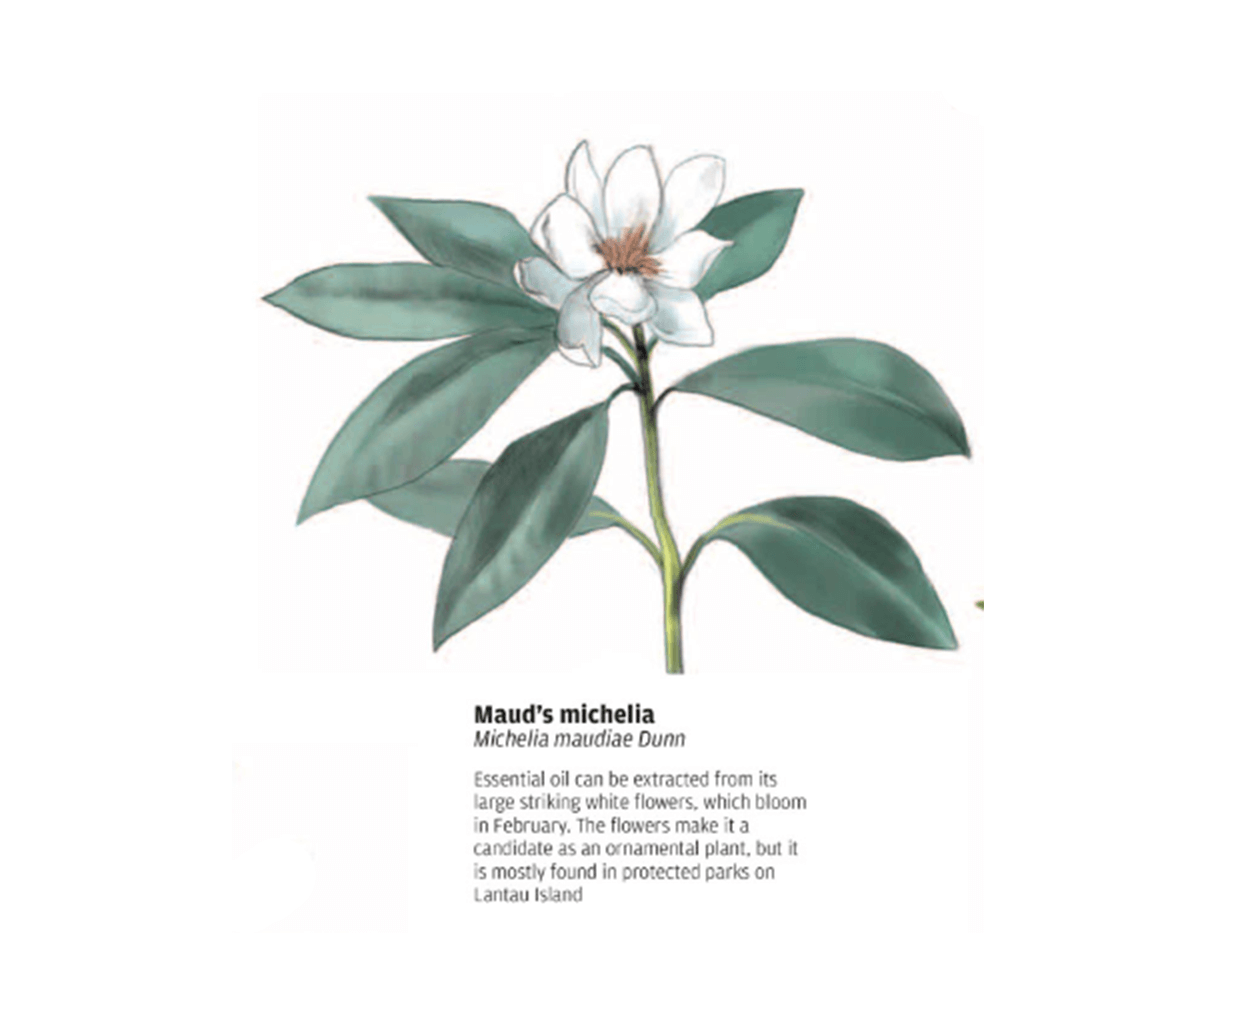 Maud's michelia
Michelia maudiae Dunn
Essential oil can be extracted from its
large striking white flowers, which bloom
in February. The flowers make it a
candidate as an ornamental plant, but it
is mostly found in protected parks on
Lantau Island